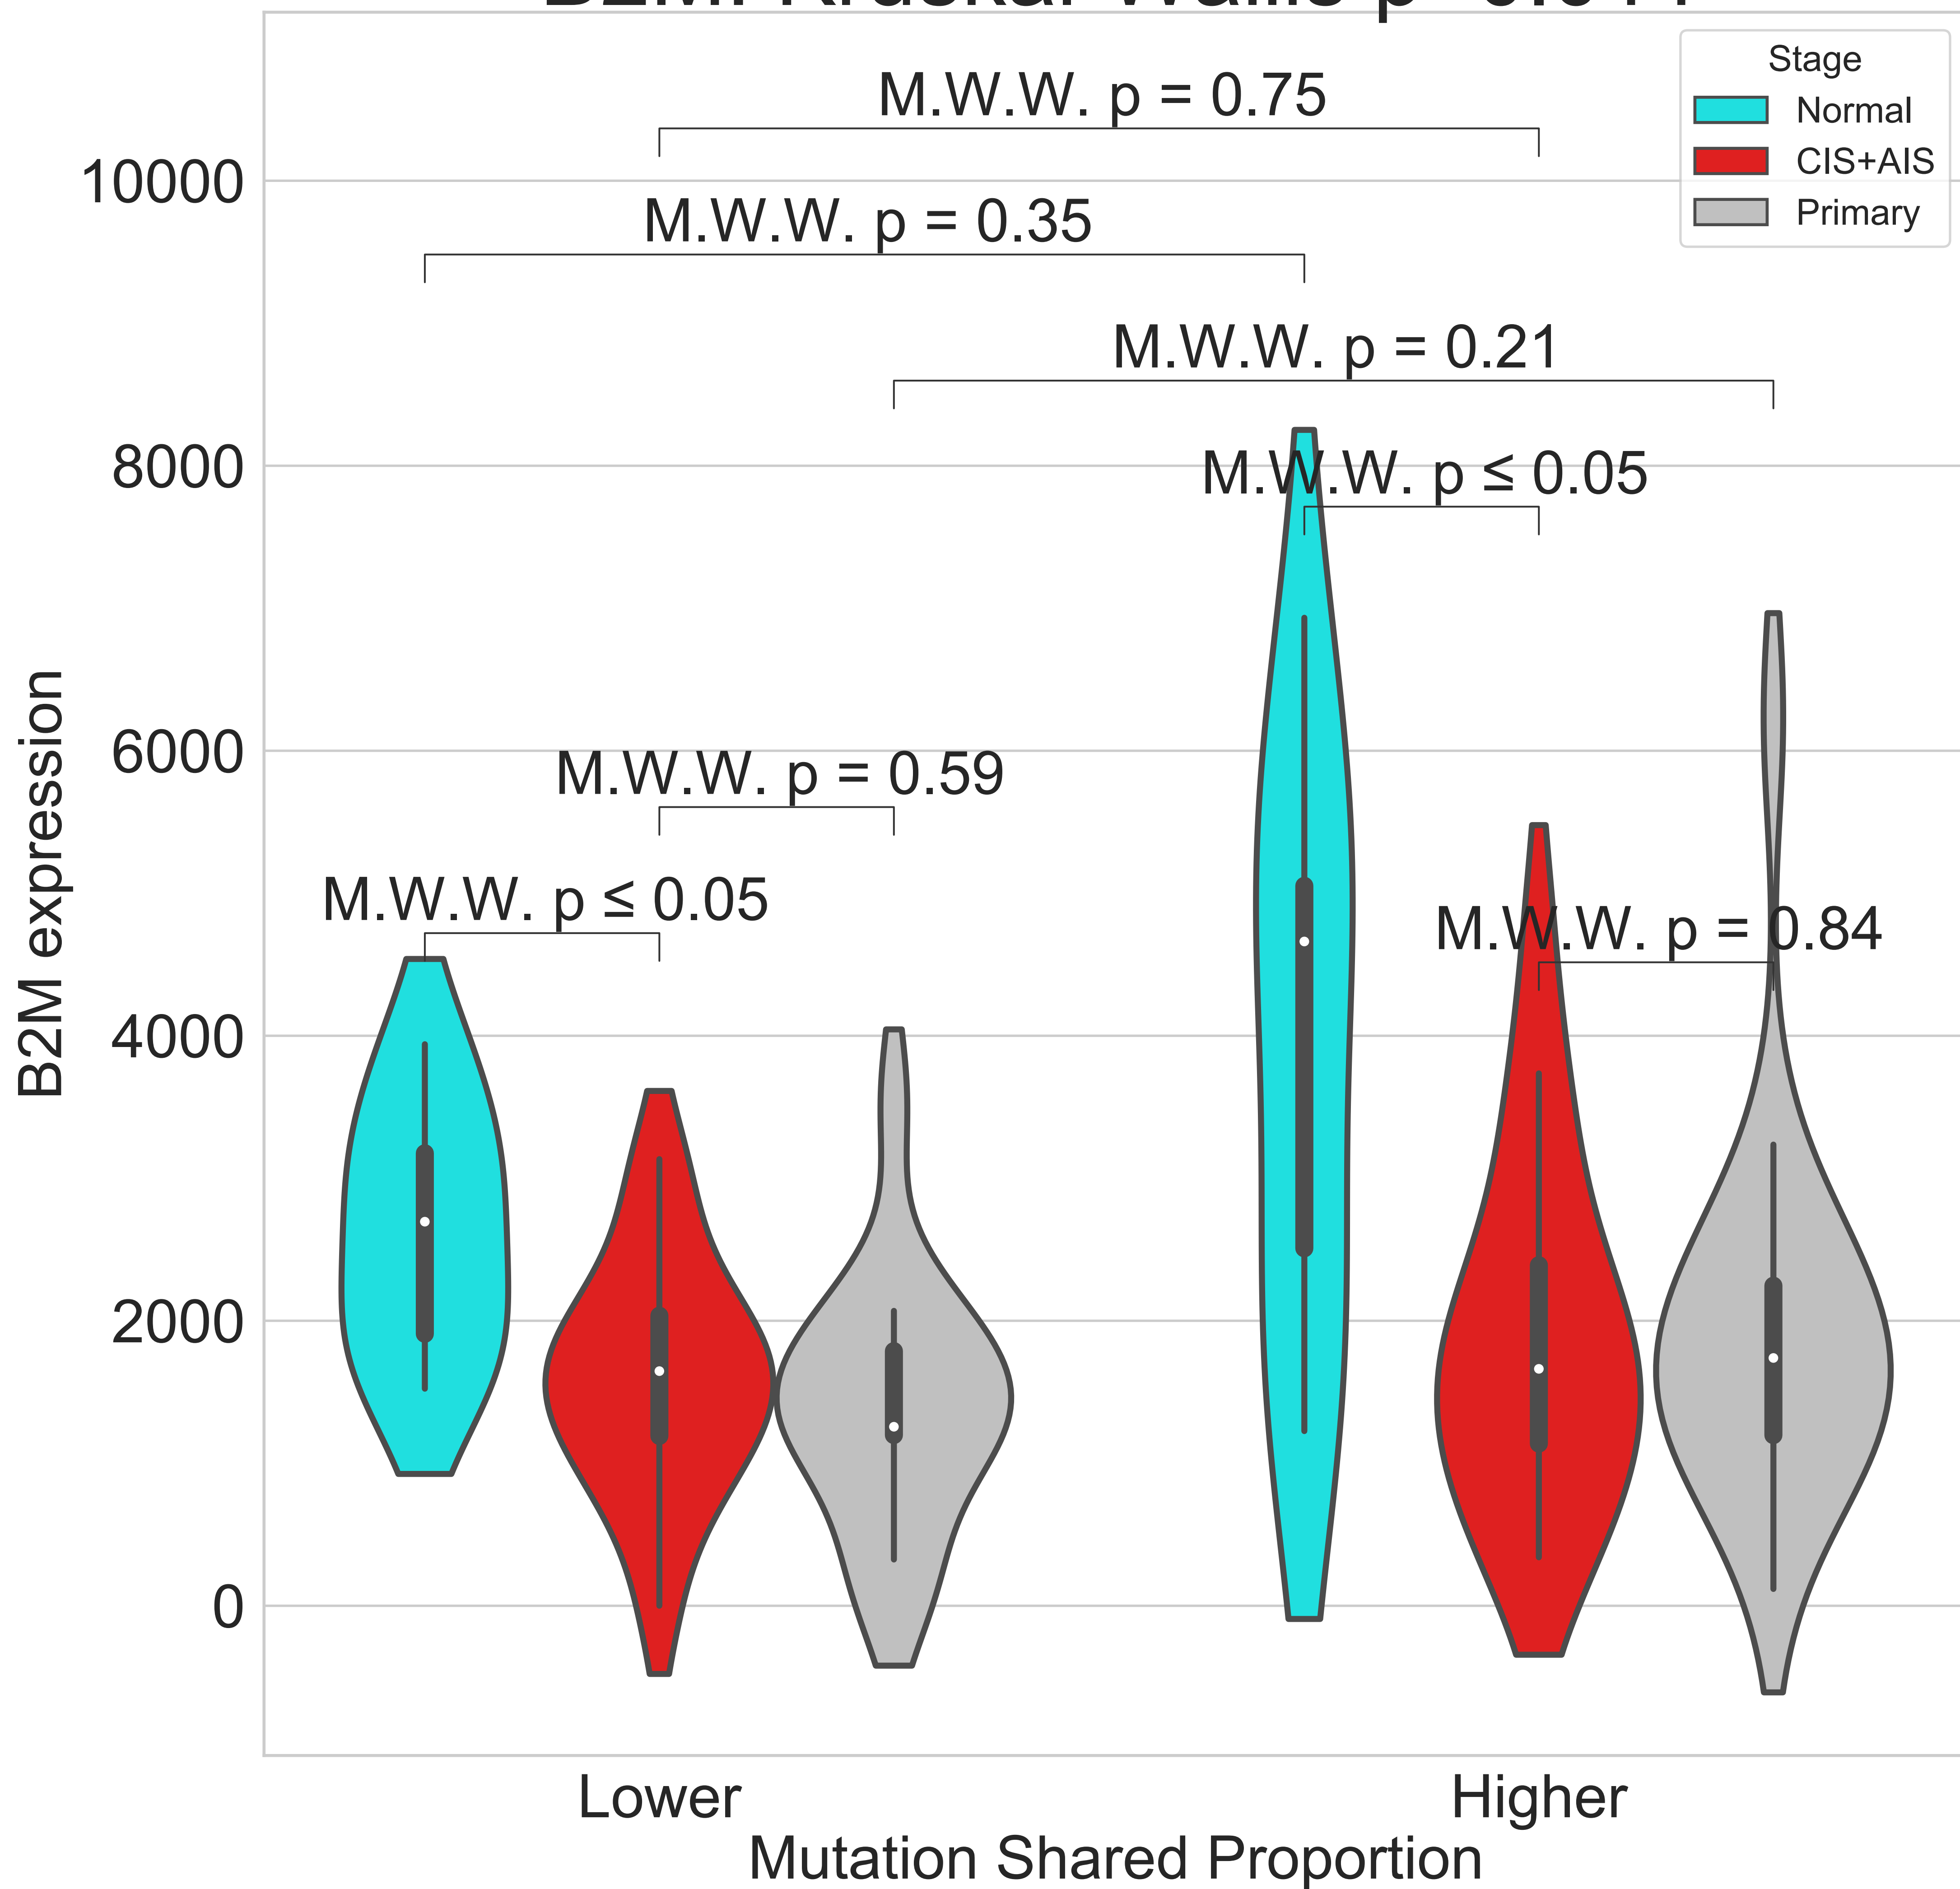 Stage
Normal
CIS+AIS
Primary
M.W.W. p = 0.75
M.W.W. p = 0.35
M.W.W. p = 0.21
M.W.W. p ≤ 0.05
M.W.W. p = 0.59
M.W.W. p ≤ 0.05
M.W.W. p = 0.84
10000
8000
6000
4000
2000
0
B2M expression
Lower
Higher
Mutation Shared Proportion